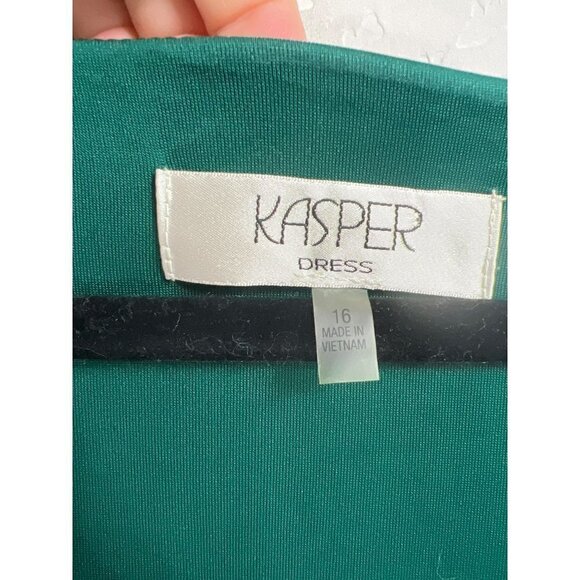 KASPER
DRESS
16
MADE IN
VIETNAM